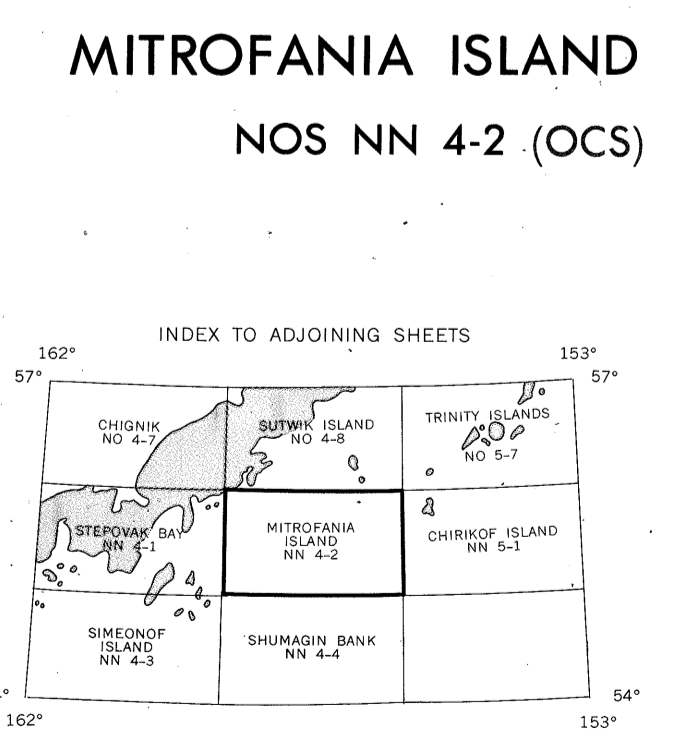 MITROFANIA ISLAND
NOS NN 4-2 (OCS)
INDEX TO ADJOINING SHEETS
162°
153°
57°
57°
CHIGNIK
NO 4-7
SUTWIK ISLAND
NO 4-8
TRINITY ISLANDS
NO 5-7
STEPOVAK BAY
NN 4-1
MITROFANIA
ISLAND
NN 4-2
CHIRIKOF ISLAND
NN 5-1
SIMEONOF
ISLAND
NN 4-3
SHUMAGIN BANK
NN 4-4
54°
162°
153°